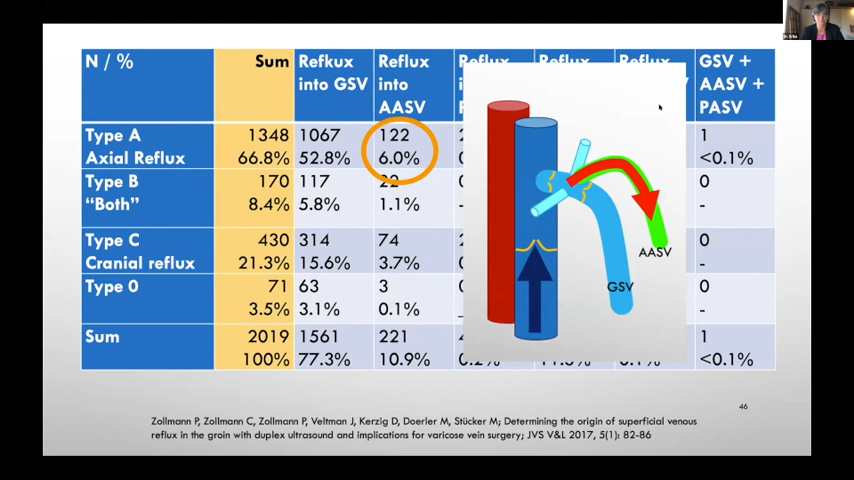 N / % Sum Refkux Reflux Reflux Reflux Reflux GSV +
into GSV into AASV +
AASV PASV
Type A 1348 1067 122 1
Axial Reflux 66.8% 52.8% 6.0% <0.1%
Type B 170 117 22 0
“Both” 8.4% 5.8% 1.1% -
Type C 430 314 74 0
Cranial reflux 21.3% 15.6% 3.7% -
Type 0 71 63 3 0
3.5% 3.1% 0.1% -
Sum 2019 1561 221 1
100% 77.3% 10.9% <0.1%
AASV
GSV
46
Zollmann P, Zollmann C, Zollmann P, Veltman J, Kerzig D, Doerler M, Stücker M; Determining the origin of superficial venous
reflux in the groin with duplex ultrasound and implications for varicose vein surgery; JVS V&L 2017, 5(1): 82-86